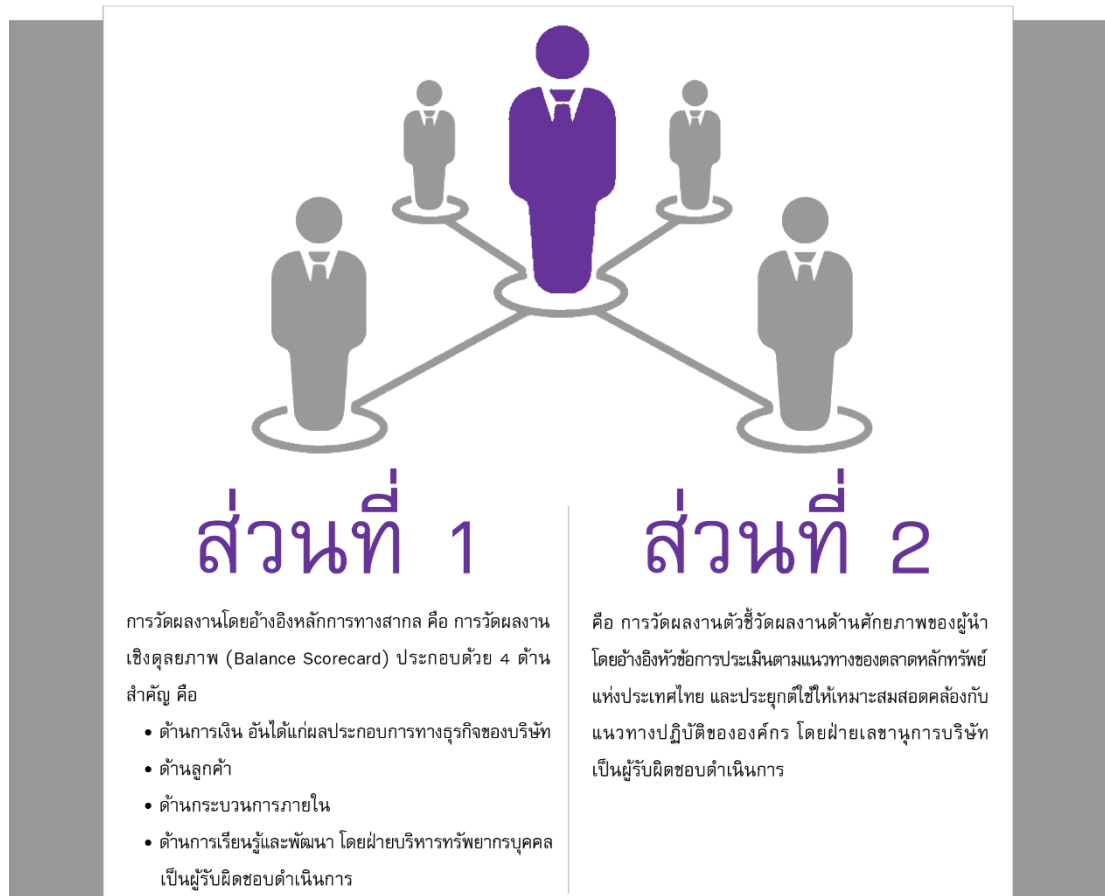 ส่วนที่ 1
การวัดผลงานโดยอ้างอิงหลักการทางสากล คือ การวัดผลงาน
เชิงดุลยภาพ (Balance Scorecard) ประกอบด้วย 4 ด้าน
สำคัญ คือ
• ด้านการเงิน อันได้แก่ผลประกอบการทางธุรกิจของบริษัท
• ด้านลูกค้า
• ด้านกระบวนการภายใน
• ด้านการเรียนรู้และพัฒนา โดยฝ่ายบริหารทรัพยากรบุคคล
เป็นผู้รับผิดชอบดำเนินการ
ส่วนที่ 2
คือ การวัดผลงานตัวชี้วัดผลงานด้านศักยภาพของผู้นำ
โดยอ้างอิงหัวข้อการประเมินตามแนวทางของตลาดหลักทรัพย์
แห่งประเทศไทย และประยุกต์ใช้ให้เหมาะสมสอดคล้องกับ
แนวทางปฏิบัติขององค์กร โดยฝ่ายเลขานุการบริษัท
เป็นผู้รับผิดชอบดำเนินการ